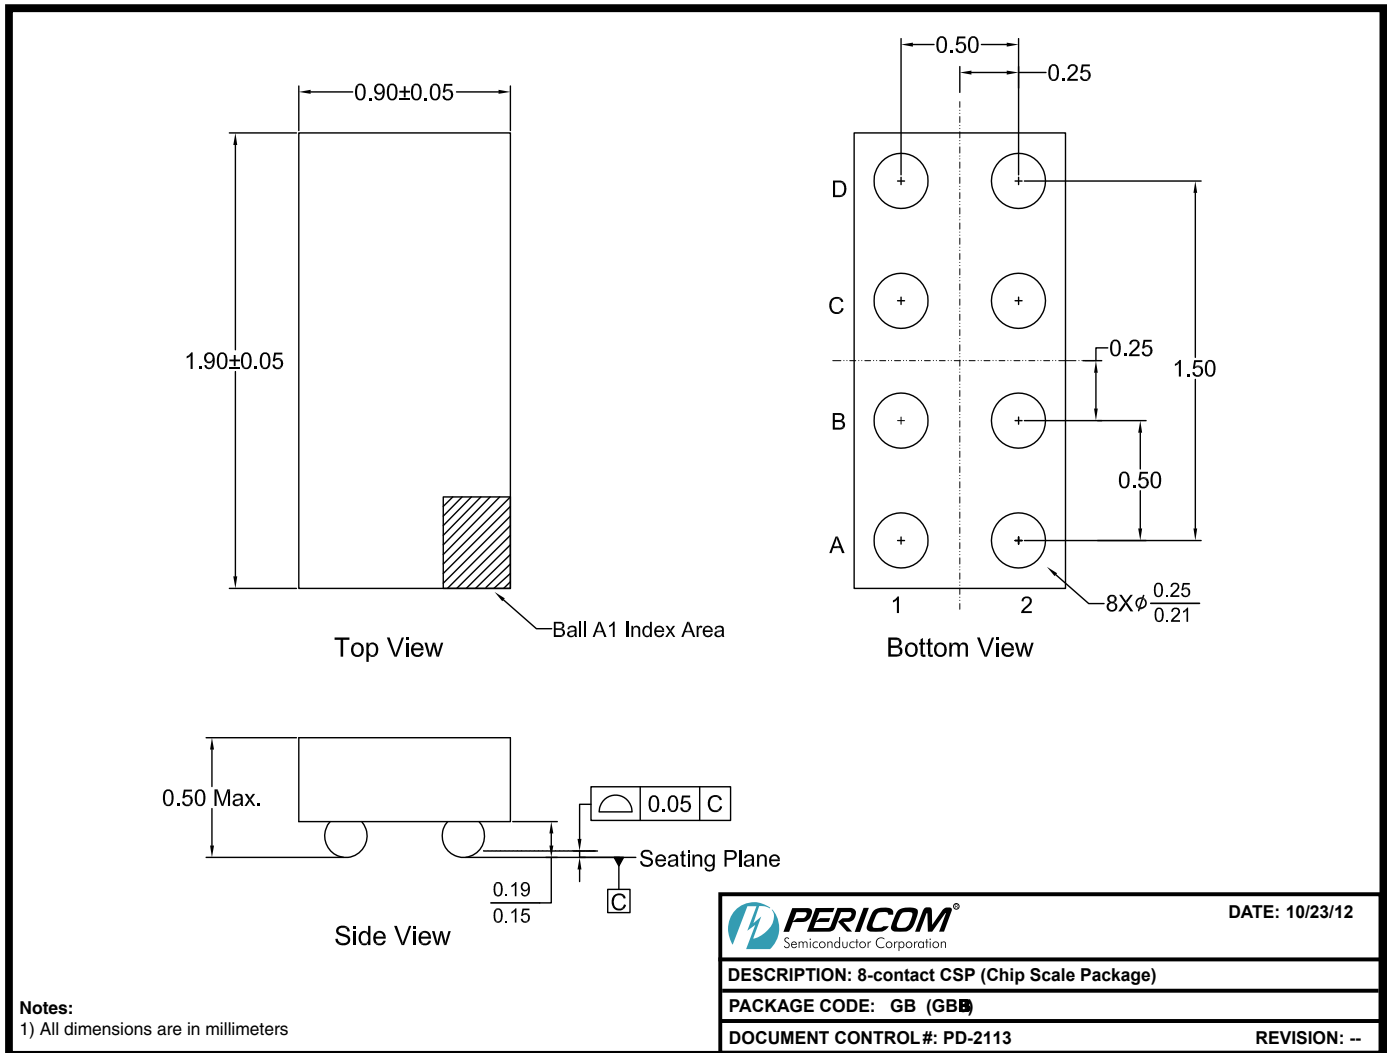 0.50
0.25
0.90±0.05
D
C
1.90±0.05
0.25
1.50
B
0.50
A
1
2
8XØ 0.25
0.21
Ball A1 Index Area
Top View
Bottom View
0.50 Max.
0.05 C
Seating Plane
0.19
0.15
C
Side View
PERICOM®
Semiconductor Corporation
DATE: 10/23/12
DESCRIPTION: 8-contact CSP (Chip Scale Package)
PACKAGE CODE: GB
DOCUMENT CONTROL#: PD-2113
REVISION: --
Notes:
1) All dimensions are in millimeters